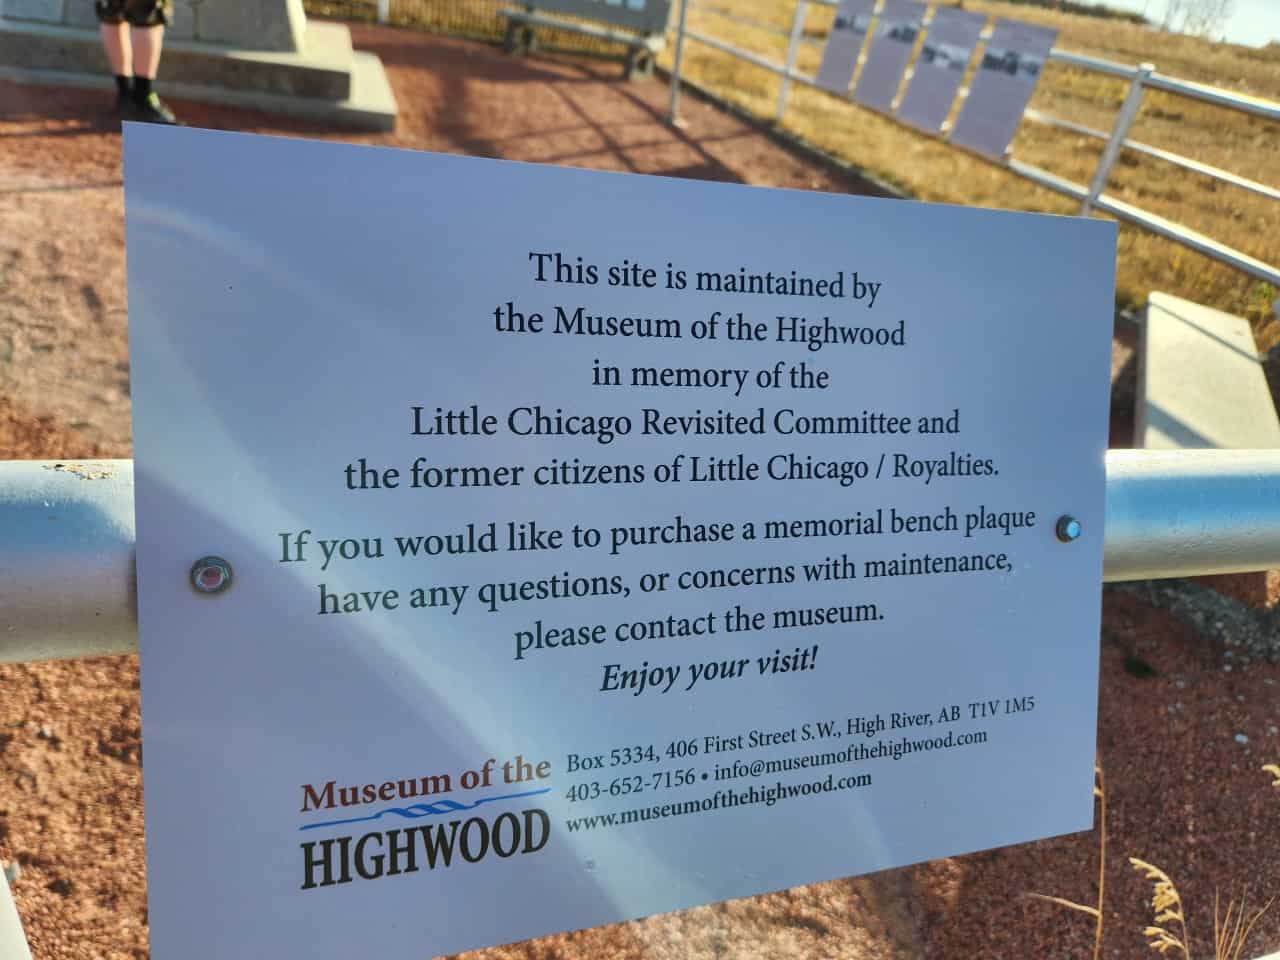 This site is maintained by
the Museum of the Highwood
in memory of the
Little Chicago Revisited Committee and
the former citizens of Little Chicago / Royalties.
If you would like to purchase a memorial bench plaque
have any questions, or concerns with maintenance,
please contact the museum.
Enjoy your visit!
Museum of the
HIGHWOOD
Box 5334, 406 First Street S.W., High River, AB T1V 1M5
403-652-7156 • info@museumofthehighwood.com
www.museumofthehighwood.com